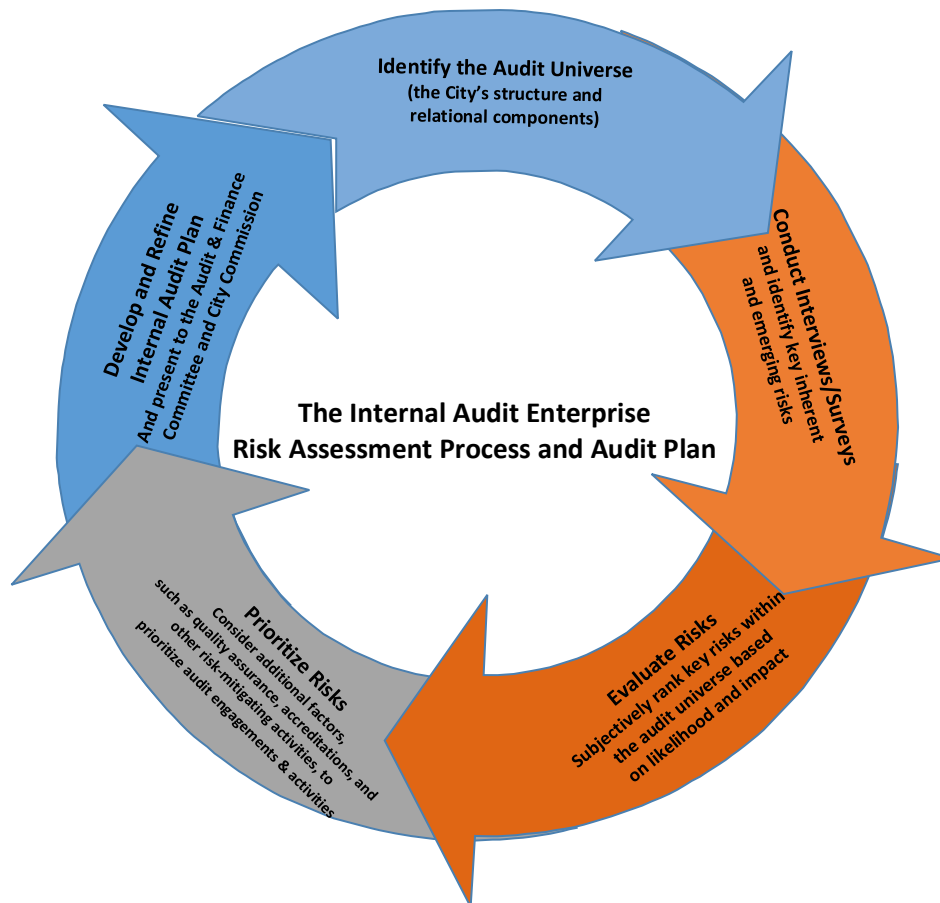 Identify the Audit Universe
(the City's structure and
relational components)
Conduct Interviews/Surveys
and identify key inherent
and emerging risks
Evaluate Risks
Subjectively rank key risks within
the audit universe based
on likelihood and impact
Prioritize Risks
Consider additional factors,
such as quality assurance, accreditations, and
other risk-mitigating activities, to
prioritize audit engagements & activities
Develop and Refine
Internal Audit Plan
And present to the Audit & Finance
Committee and City Commission
The Internal Audit Enterprise
Risk Assessment Process and Audit Plan